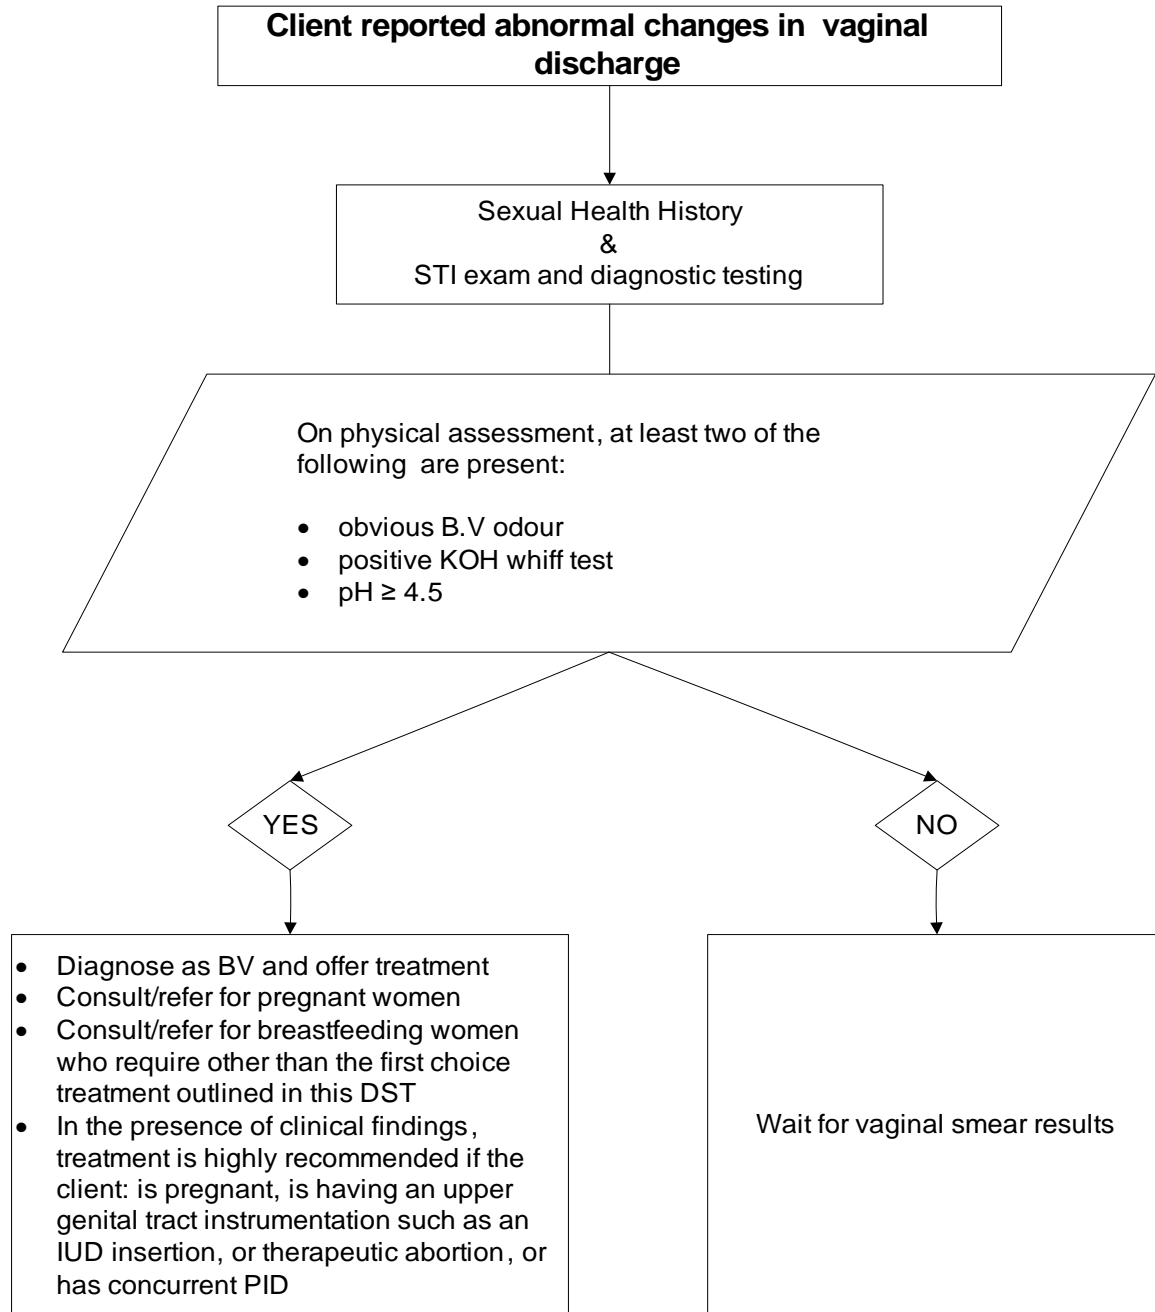 Client reported abnormal changes in vaginal
discharge
Sexual Health History
&
STI exam and diagnostic testing
On physical assessment, at least two of the
following are present:
• obvious B.V odour
• positive KOH whiff test
• pH ≥ 4.5
YES
NO
• Diagnose as BV and offer treatment
• Consult/refer for pregnant women
• Consult/refer for breastfeeding women
who require other than the first choice
treatment outlined in this DST
• In the presence of clinical findings,
treatment is highly recommended if the
client: is pregnant, is having an upper
genital tract instrumentation such as an
IUD insertion, or therapeutic abortion, or
has concurrent PID
Wait for vaginal smear results